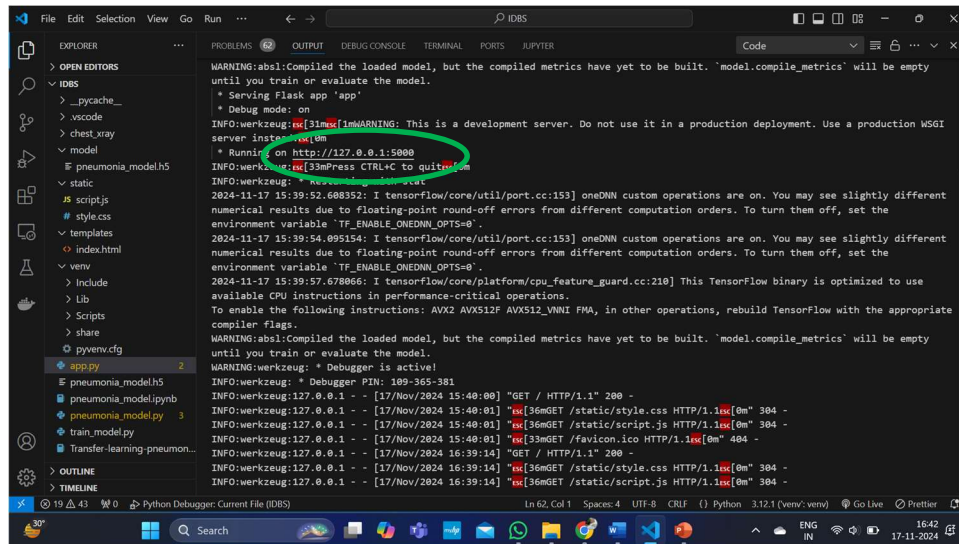 File Edit Selection View Go Run ··· IDBS
EXPLORER ···
OPEN EDITORS
IDBS
__pycache__
.vscode
chest_xray
model
pneumonia_model.h5
static
JS script.js
# style.css
templates
<> index.html
venv
Include
Lib
Scripts
share
pyvenv.cfg
app.py 2
pneumonia_model.h5
pneumonia_model.ipynb
pneumonia_model.py 3
train_model.py
Transfer-learning-pneumon...
OUTLINE
TIMELINE
PROBLEMS 62 OUTPUT DEBUG CONSOLE TERMINAL PORTS JUPYTER Code
WARNING:absl:Compiled the loaded model, but the compiled metrics have yet to be built. `model.compile_metrics` will be empty
until you train or evaluate the model.
* Serving Flask app 'app'
* Debug mode: on
INFO:werkzeug:ESC[31mESC[1mWARNING: This is a development server. Do not use it in a production deployment. Use a production WSGI
server instead.ESC[0m
* Running on http://127.0.0.1:5000
INFO:werkzeug:ESC[33mPress CTRL+C to quitESC[0m
INFO:werkzeug: * Restarting with stat
2024-11-17 15:39:52.608352: I tensorflow/core/util/port.cc:153] oneDNN custom operations are on. You may see slightly different
numerical results due to floating-point round-off errors from different computation orders. To turn them off, set the
environment variable `TF_ENABLE_ONEDNN_OPTS=0`.
2024-11-17 15:39:54.095154: I tensorflow/core/util/port.cc:153] oneDNN custom operations are on. You may see slightly different
numerical results due to floating-point round-off errors from different computation orders. To turn them off, set the
environment variable `TF_ENABLE_ONEDNN_OPTS=0`.
2024-11-17 15:39:57.678066: I tensorflow/core/platform/cpu_feature_guard.cc:210] This TensorFlow binary is optimized to use
available CPU instructions in performance-critical operations.
To enable the following instructions: AVX2 AVX512F AVX512_VNNI FMA, in other operations, rebuild TensorFlow with the appropriate
compiler flags.
WARNING:absl:Compiled the loaded model, but the compiled metrics have yet to be built. `model.compile_metrics` will be empty
until you train or evaluate the model.
WARNING:werkzeug: * Debugger is active!
INFO:werkzeug: * Debugger PIN: 109-365-381
INFO:werkzeug:127.0.0.1 - - [17/Nov/2024 15:40:00] "GET / HTTP/1.1" 200 -
INFO:werkzeug:127.0.0.1 - - [17/Nov/2024 15:40:01] "ESC[36mGET /static/style.css HTTP/1.1ESC[0m" 304 -
INFO:werkzeug:127.0.0.1 - - [17/Nov/2024 15:40:01] "ESC[36mGET /static/script.js HTTP/1.1ESC[0m" 304 -
INFO:werkzeug:127.0.0.1 - - [17/Nov/2024 15:40:01] "ESC[33mGET /favicon.ico HTTP/1.1ESC[0m" 404 -
INFO:werkzeug:127.0.0.1 - - [17/Nov/2024 16:39:14] "GET / HTTP/1.1" 200 -
INFO:werkzeug:127.0.0.1 - - [17/Nov/2024 16:39:14] "ESC[36mGET /static/style.css HTTP/1.1ESC[0m" 304 -
INFO:werkzeug:127.0.0.1 - - [17/Nov/2024 16:39:14] "ESC[36mGET /static/script.js HTTP/1.1ESC[0m" 304 -
19 43 0 Python Debugger: Current File (IDBS) Ln 62, Col 1 Spaces: 4 UTF-8 CRLF {} Python 3.12.1 ('venv': venv) Go Live Prettier
30° Search ENG IN 16:42 17-11-2024